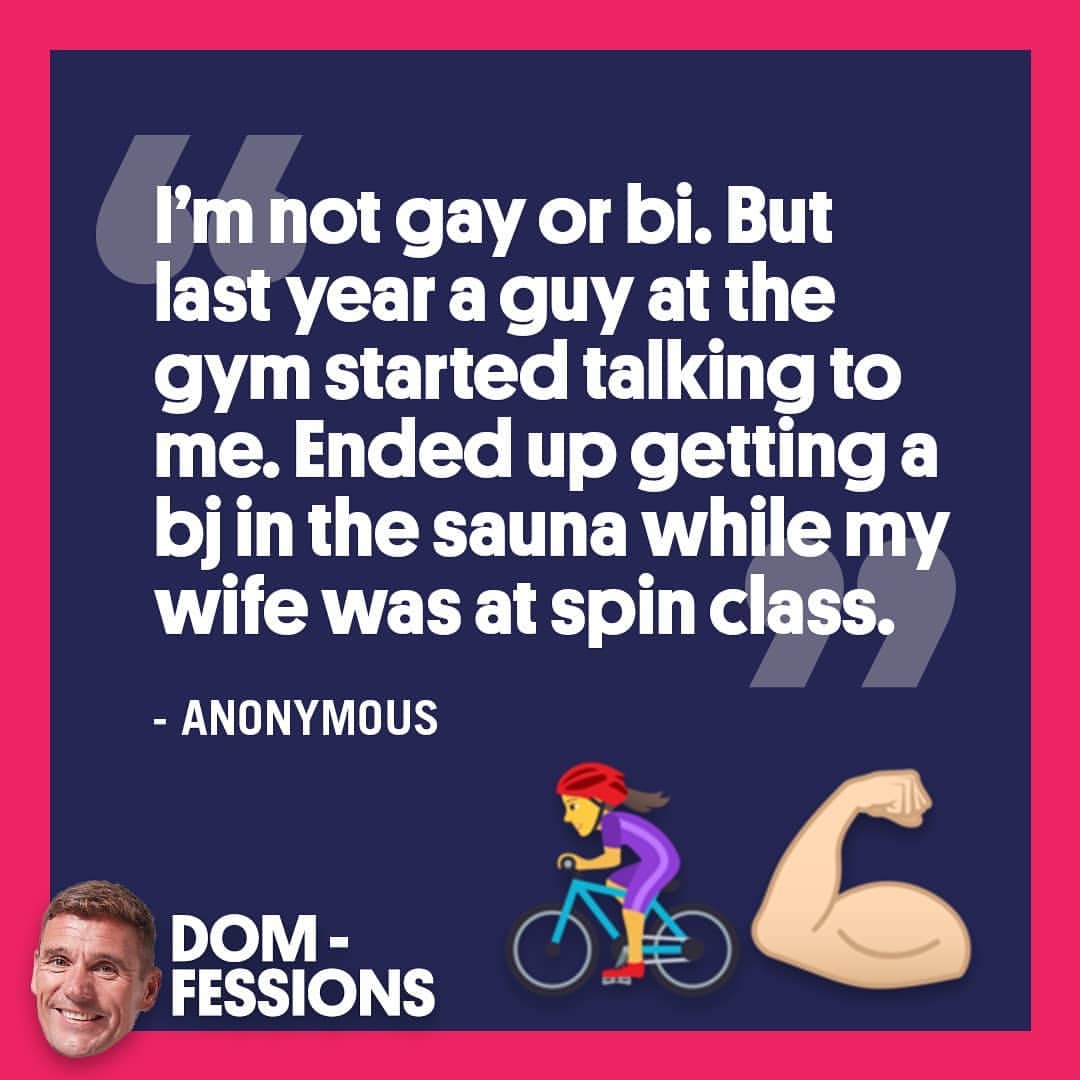 I’m not gay or bi. But
last year a guy at the
gym started talking to
me. Ended up getting a
bj in the sauna while my
wife was at spin class.
- ANONYMOUS
DOM -
FESSIONS